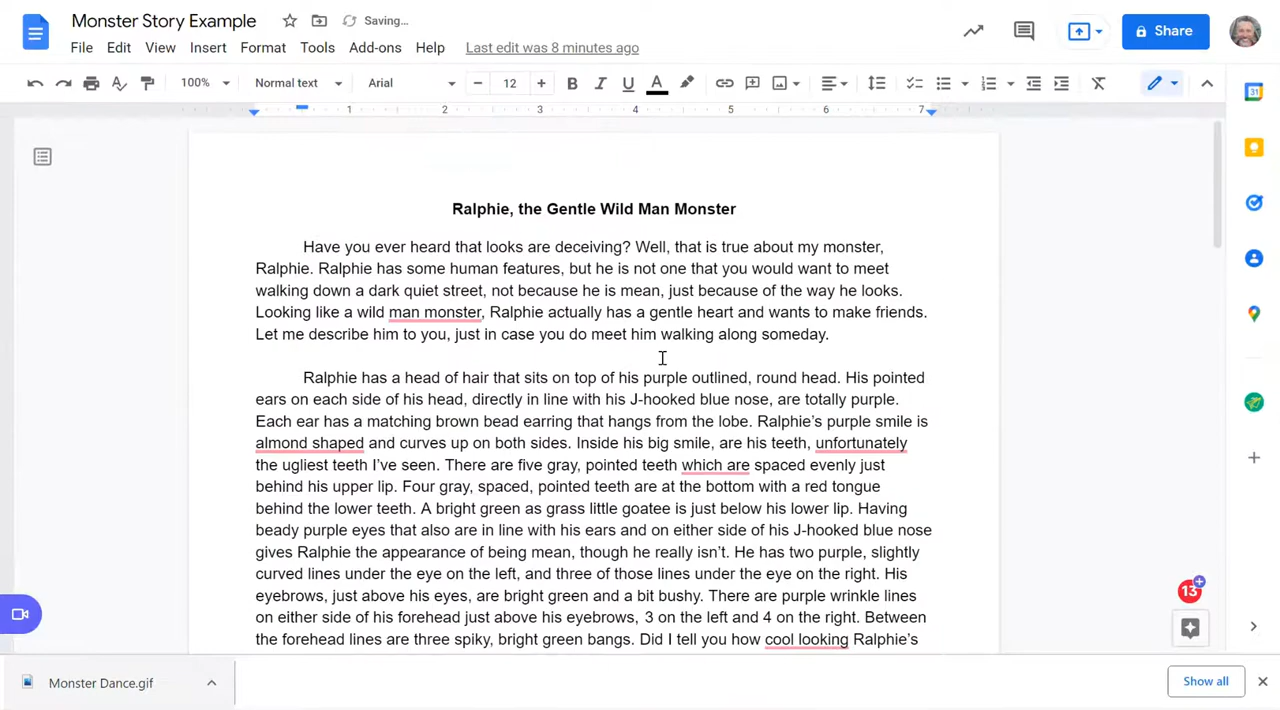 Monster Story Example
Saving...
File Edit View Insert Format Tools Add-ons Help Last edit was 8 minutes ago
Share
100% Normal text Arial 12 B I U A
1 2 3 4 5 6 7
31
Ralphie, the Gentle Wild Man Monster
Have you ever heard that looks are deceiving? Well, that is true about my monster,
Ralphie. Ralphie has some human features, but he is not one that you would want to meet
walking down a dark quiet street, not because he is mean, just because of the way he looks.
Looking like a wild man monster, Ralphie actually has a gentle heart and wants to make friends.
Let me describe him to you, just in case you do meet him walking along someday.
Ralphie has a head of hair that sits on top of his purple outlined, round head. His pointed
ears on each side of his head, directly in line with his J-hooked blue nose, are totally purple.
Each ear has a matching brown bead earring that hangs from the lobe. Ralphie’s purple smile is
almond shaped and curves up on both sides. Inside his big smile, are his teeth, unfortunately
the ugliest teeth I’ve seen. There are five gray, pointed teeth which are spaced evenly just
behind his upper lip. Four gray, spaced, pointed teeth are at the bottom with a red tongue
behind the lower teeth. A bright green as grass little goatee is just below his lower lip. Having
beady purple eyes that also are in line with his ears and on either side of his J-hooked blue nose
gives Ralphie the appearance of being mean, though he really isn’t. He has two purple, slightly
curved lines under the eye on the left, and three of those lines under the eye on the right. His
eyebrows, just above his eyes, are bright green and a bit bushy. There are purple wrinkle lines
on either side of his forehead just above his eyebrows, 3 on the left and 4 on the right. Between
the forehead lines are three spiky, bright green bangs. Did I tell you how cool looking Ralphie’s
13
Monster Dance.gif
Show all